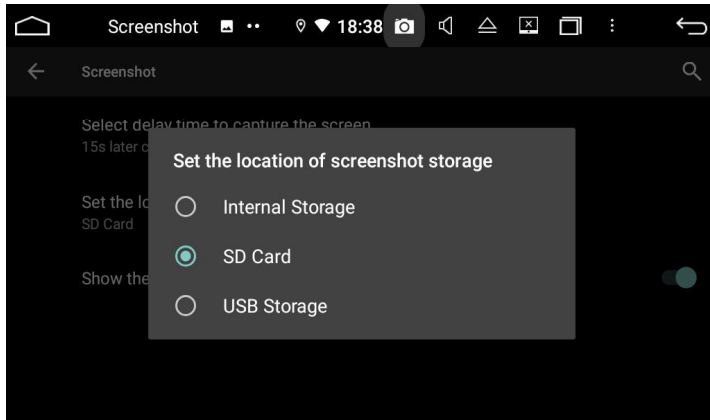 Screenshot
18:38
Screenshot
Select delay time to capture the screen
15s later c
Set the location of screenshot storage
Set the lo
Internal Storage
SD Card
SD Card
Show the
USB Storage